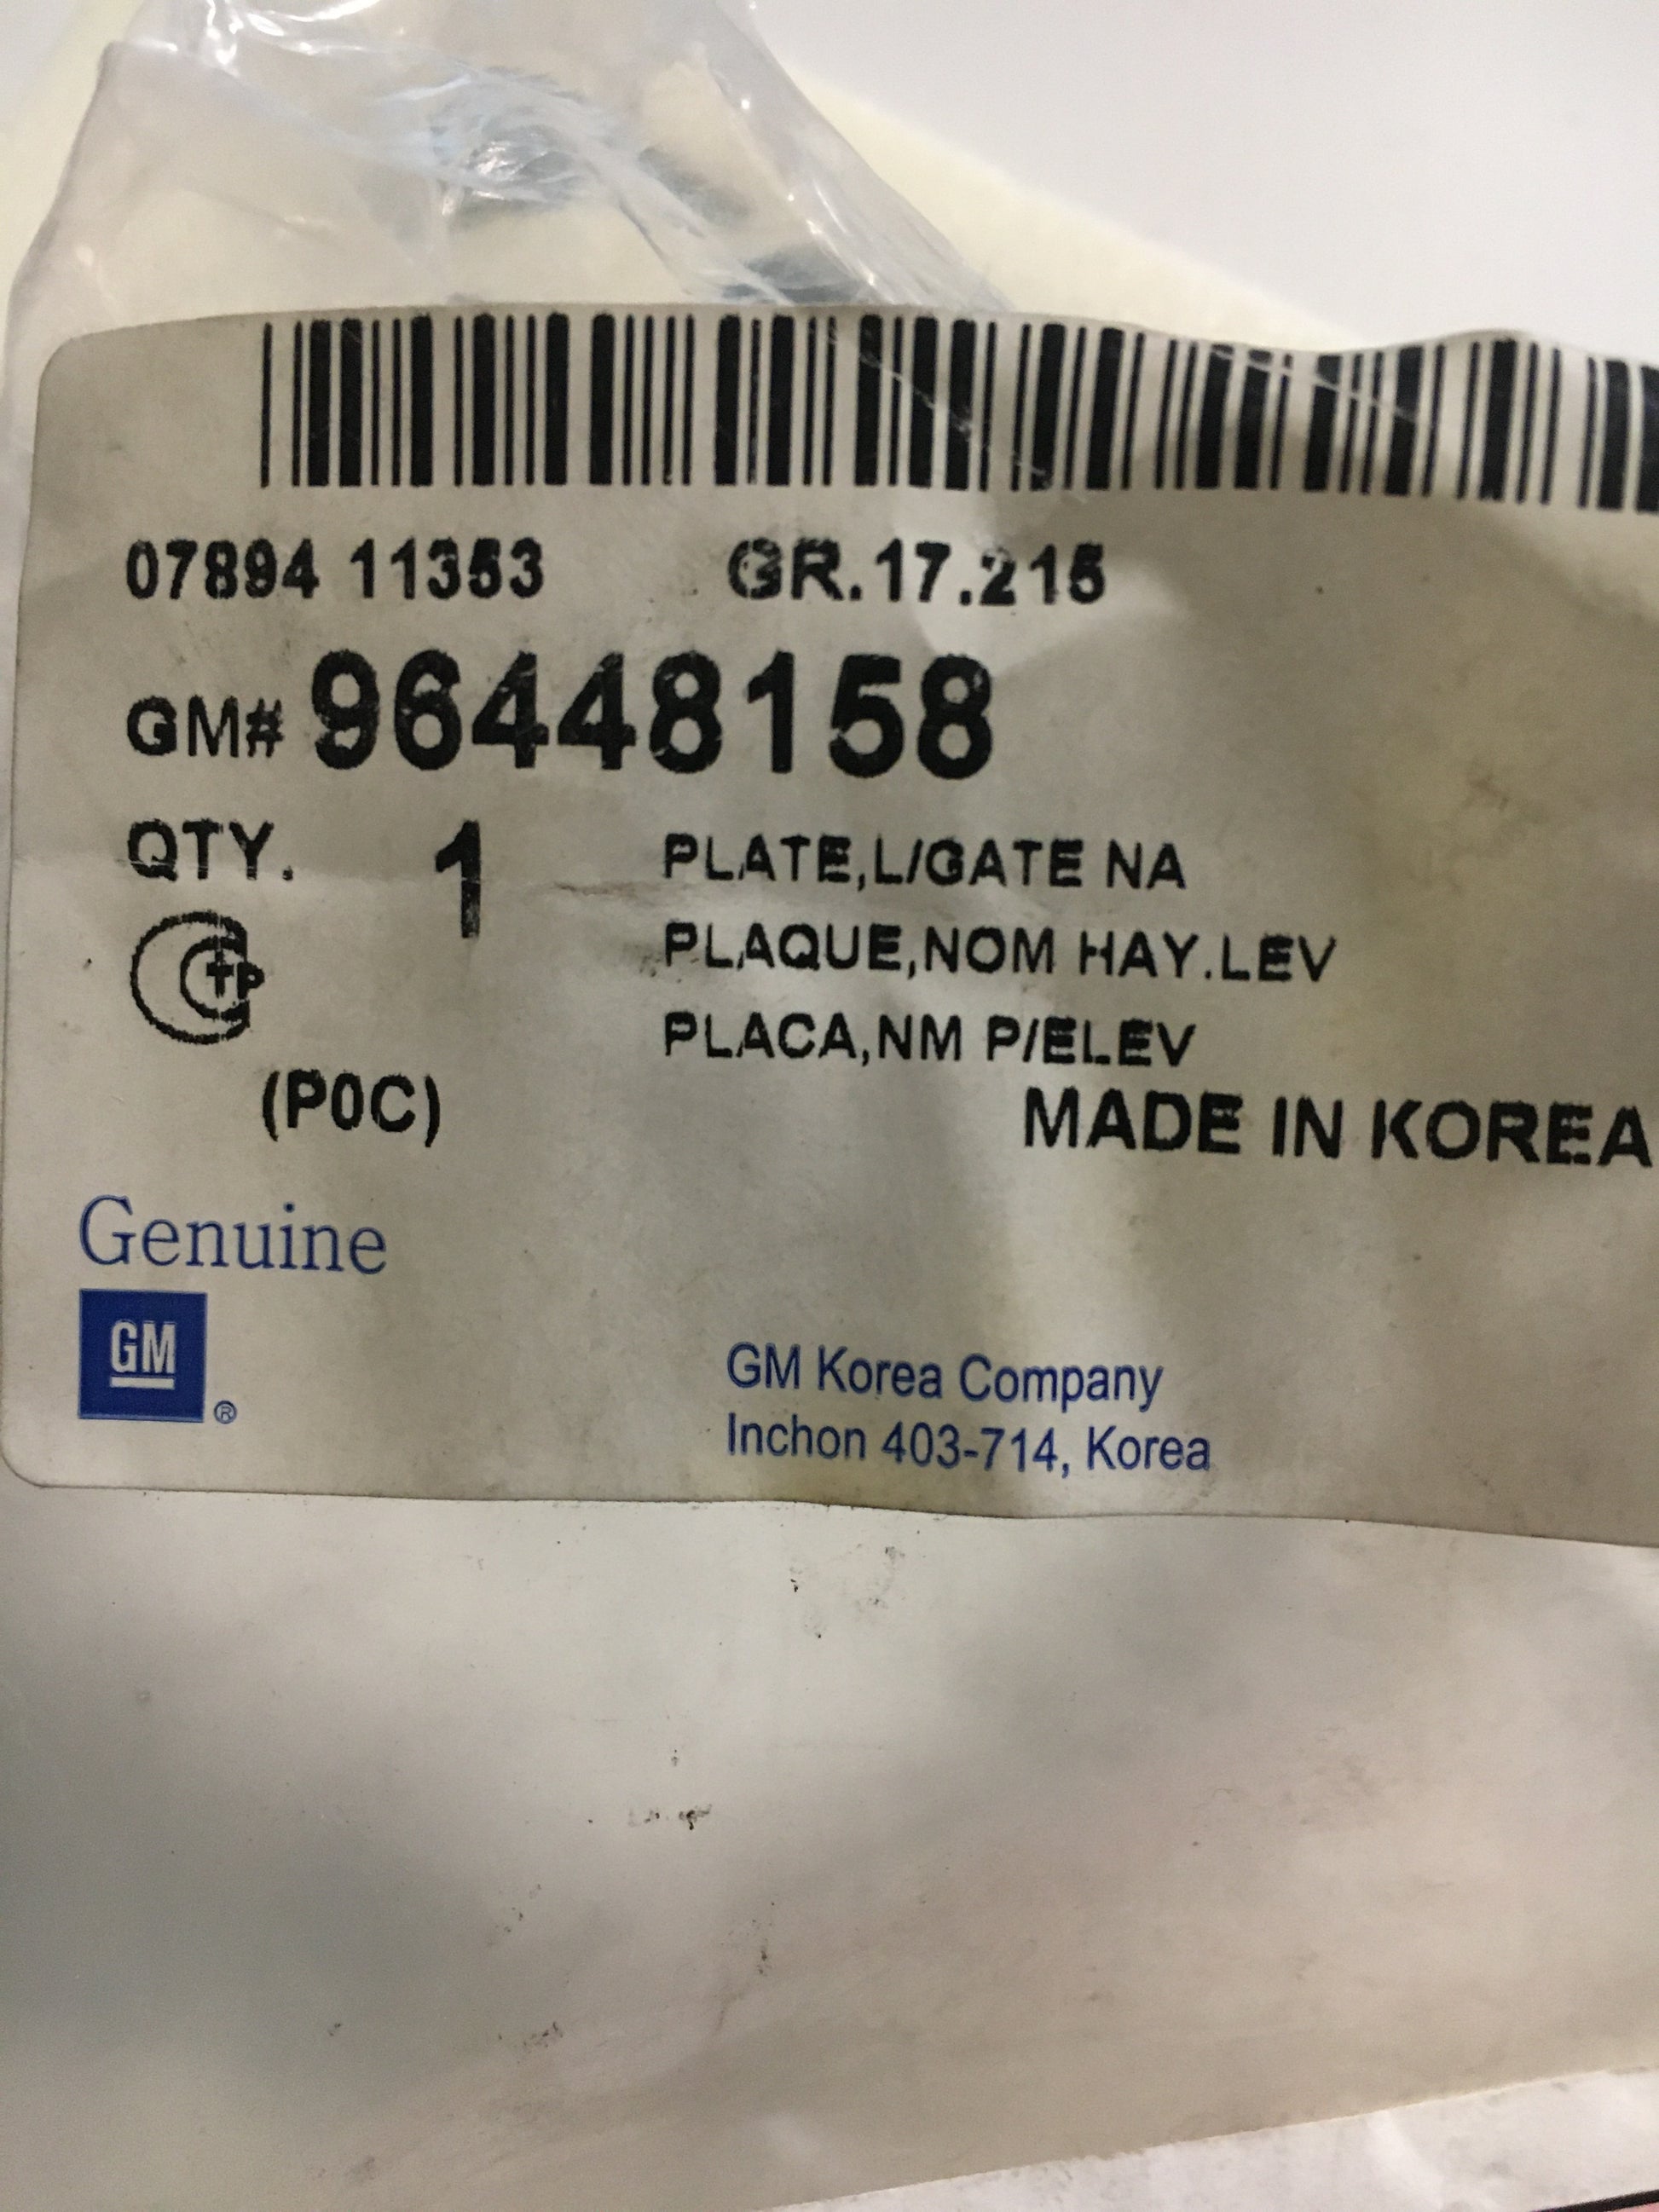 07894 11353 GR.17.215
GM# 96448158
QTY. 1 PLATE,L/GATE NA
PLAQUE,NOM HAY.LEV
PLACA,NM P/ELEV
CTP
(P0C) MADE IN KOREA
Genuine
GM ®
GM Korea Company
Inchon 403-714, Korea